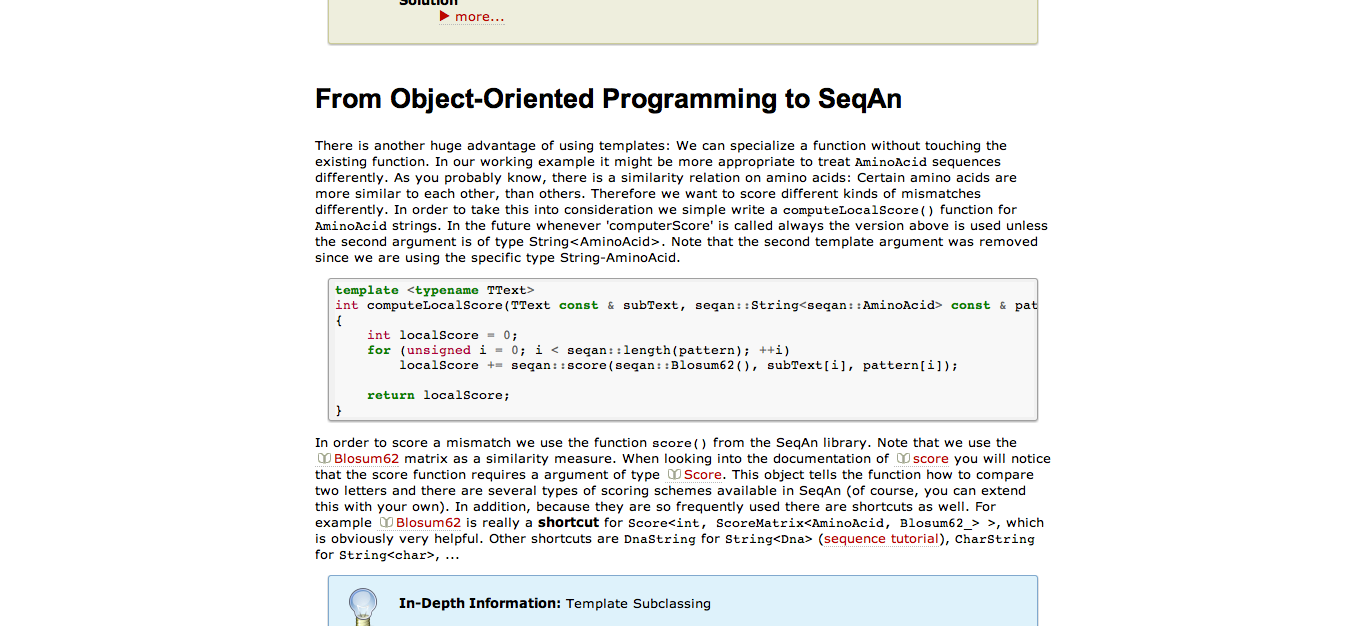 Solution
▶ more...
From Object-Oriented Programming to SeqAn
There is another huge advantage of using templates: We can specialize a function without touching the
existing function. In our working example it might be more appropriate to treat AminoAcid sequences
differently. As you probably know, there is a similarity relation on amino acids: Certain amino acids are
more similar to each other, than others. Therefore we want to score different kinds of mismatches
differently. In order to take this into consideration we simple write a computeLocalScore() function for
AminoAcid strings. In the future whenever 'computerScore' is called always the version above is used unless
the second argument is of type String<AminoAcid>. Note that the second template argument was removed
since we are using the specific type String-AminoAcid.
template <typename TText>
int computeLocalScore(TText const & subText, seqan::String<seqan::AminoAcid> const & pat
{
    int localScore = 0;
    for (unsigned i = 0; i < seqan::length(pattern); ++i)
        localScore += seqan::score(seqan::Blosum62(), subText[i], pattern[i]);
    return localScore;
}
In order to score a mismatch we use the function score() from the SeqAn library. Note that we use the
Blosum62 matrix as a similarity measure. When looking into the documentation of score you will notice
that the score function requires a argument of type Score. This object tells the function how to compare
two letters and there are several types of scoring schemes available in SeqAn (of course, you can extend
this with your own). In addition, because they are so frequently used there are shortcuts as well. For
example Blosum62 is really a shortcut for Score<int, ScoreMatrix<AminoAcid, Blosum62_> >, which
is obviously very helpful. Other shortcuts are DnaString for String<Dna> (sequence tutorial), CharString
for String<char>, ...
In-Depth Information: Template Subclassing